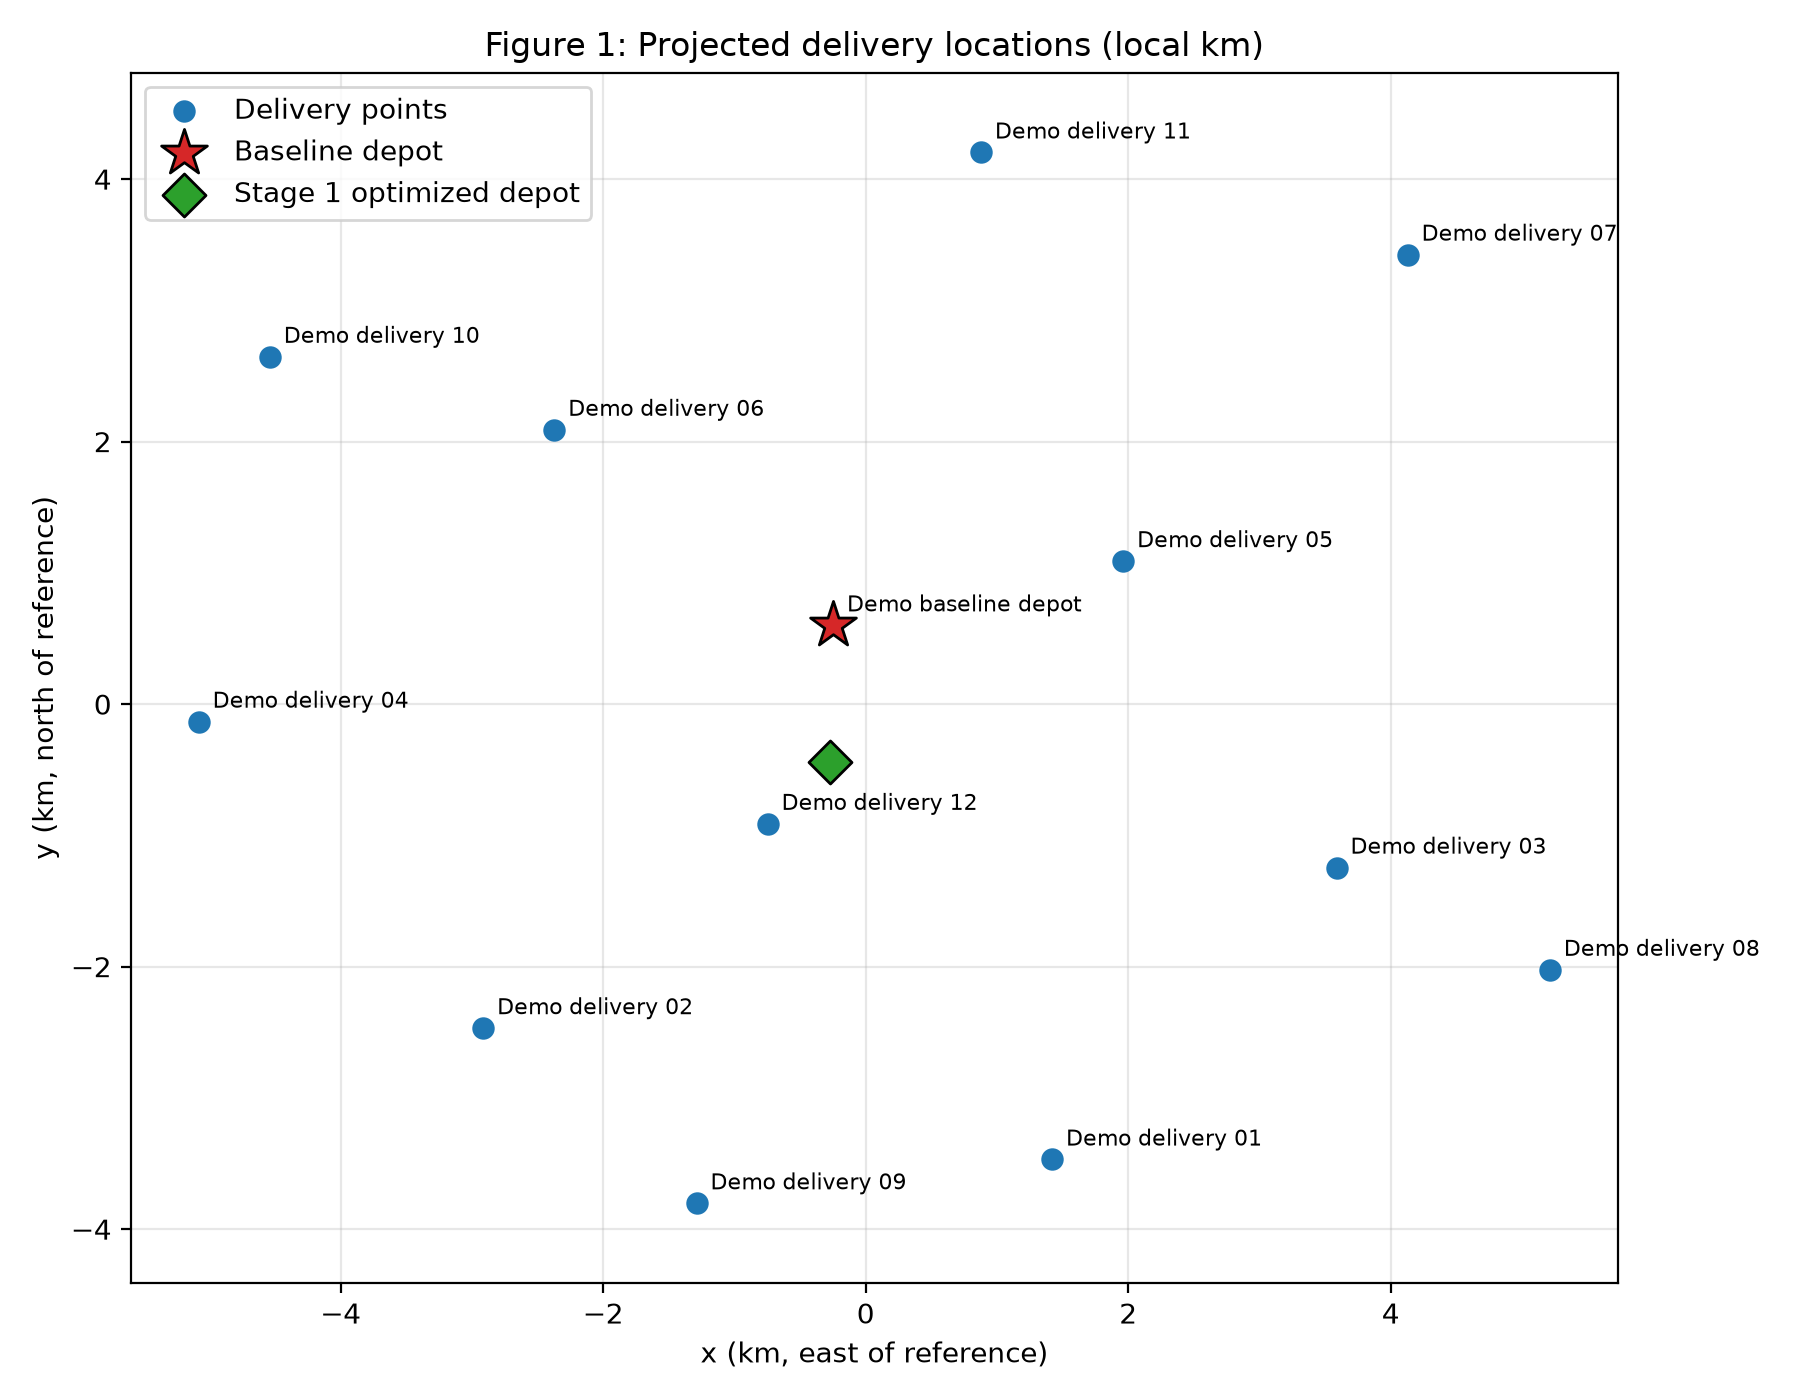 Figure 1: Projected delivery locations (local km)
Delivery points
Baseline depot
Stage 1 optimized depot
Demo delivery 11
Demo delivery 07
Demo delivery 10
Demo delivery 06
Demo delivery 05
Demo baseline depot
Demo delivery 04
Demo delivery 12
Demo delivery 03
Demo delivery 08
Demo delivery 02
Demo delivery 01
Demo delivery 09
4
2
0
−2
−4
y (km, north of reference)
−4 −2 0 2 4
x (km, east of reference)